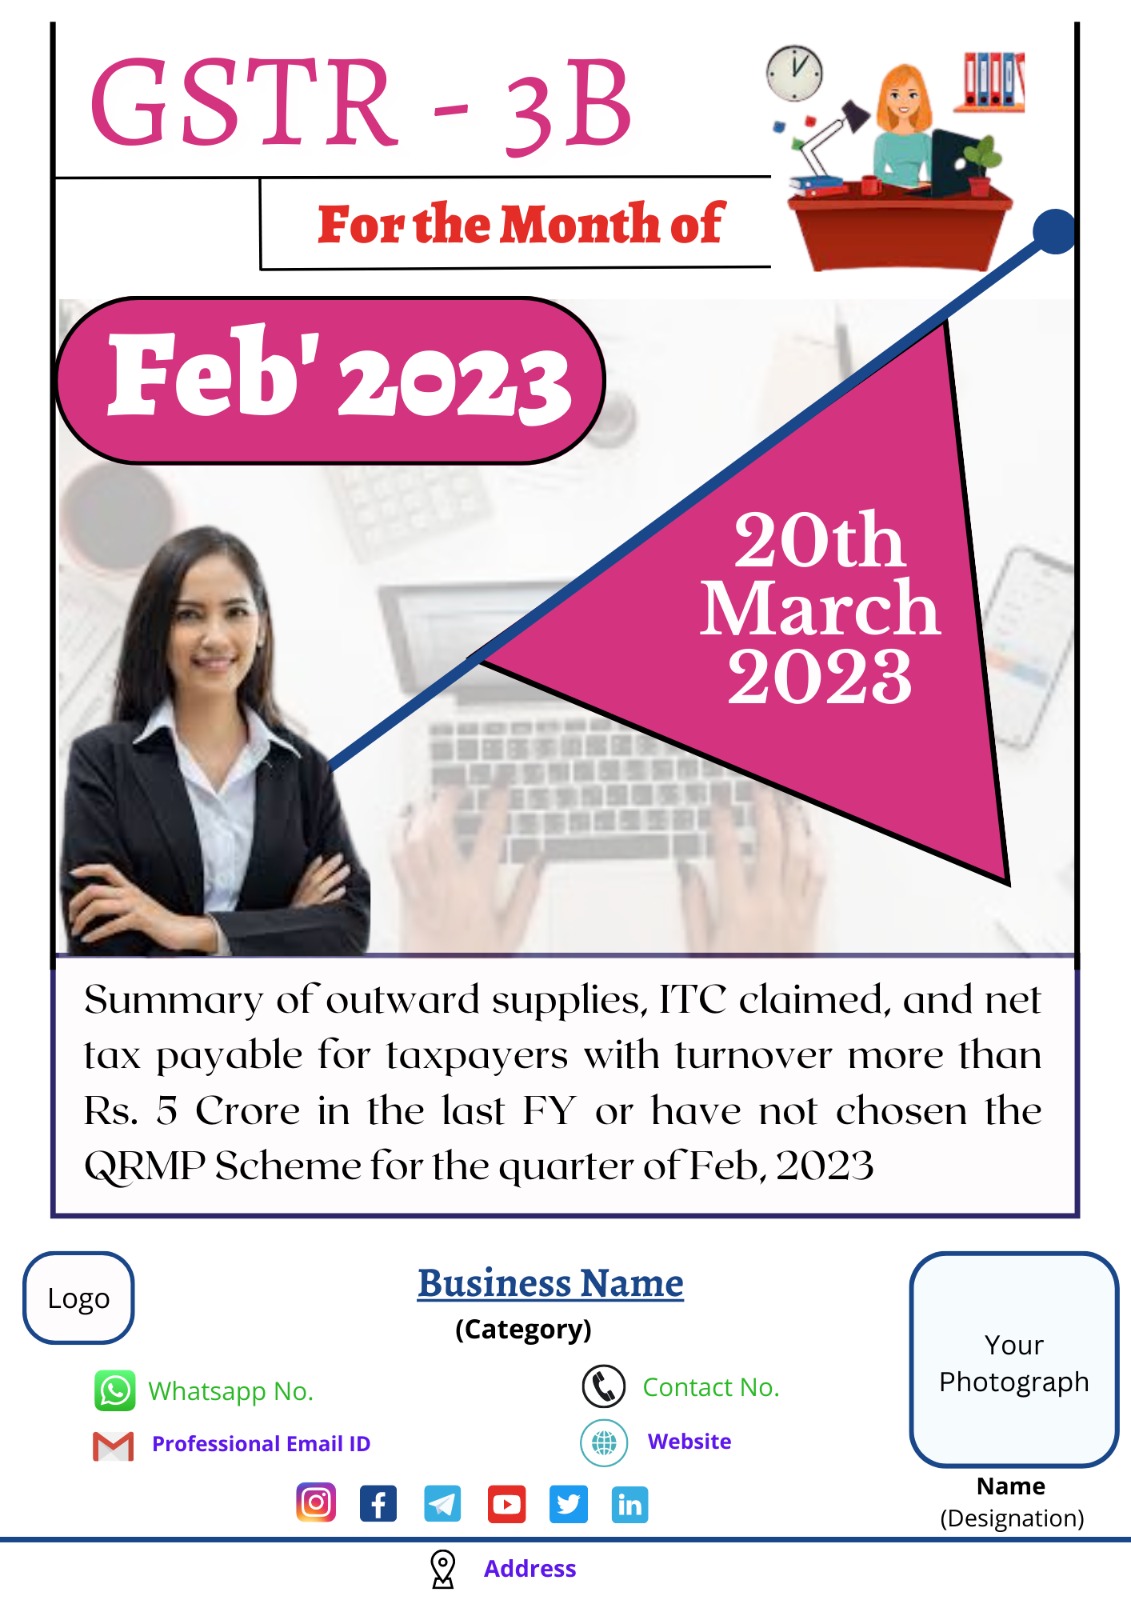 GSTR - 3B
For the Month of
Feb' 2023
20th
March
2023
Summary of outward supplies, ITC claimed, and net
tax payable for taxpayers with turnover more than
Rs. 5 Crore in the last FY or have not chosen the
QRMP Scheme for the quarter of Feb, 2023
Logo
Business Name
(Category)
Whatsapp No.
Contact No.
Professional Email ID
Website
Your
Photograph
Name
(Designation)
Address